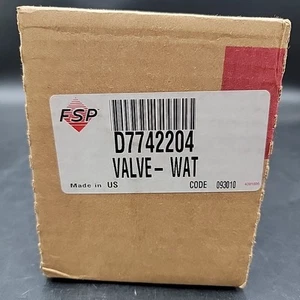 FSP
D7742204
VALVE- WAT
Made in US CODE 093010